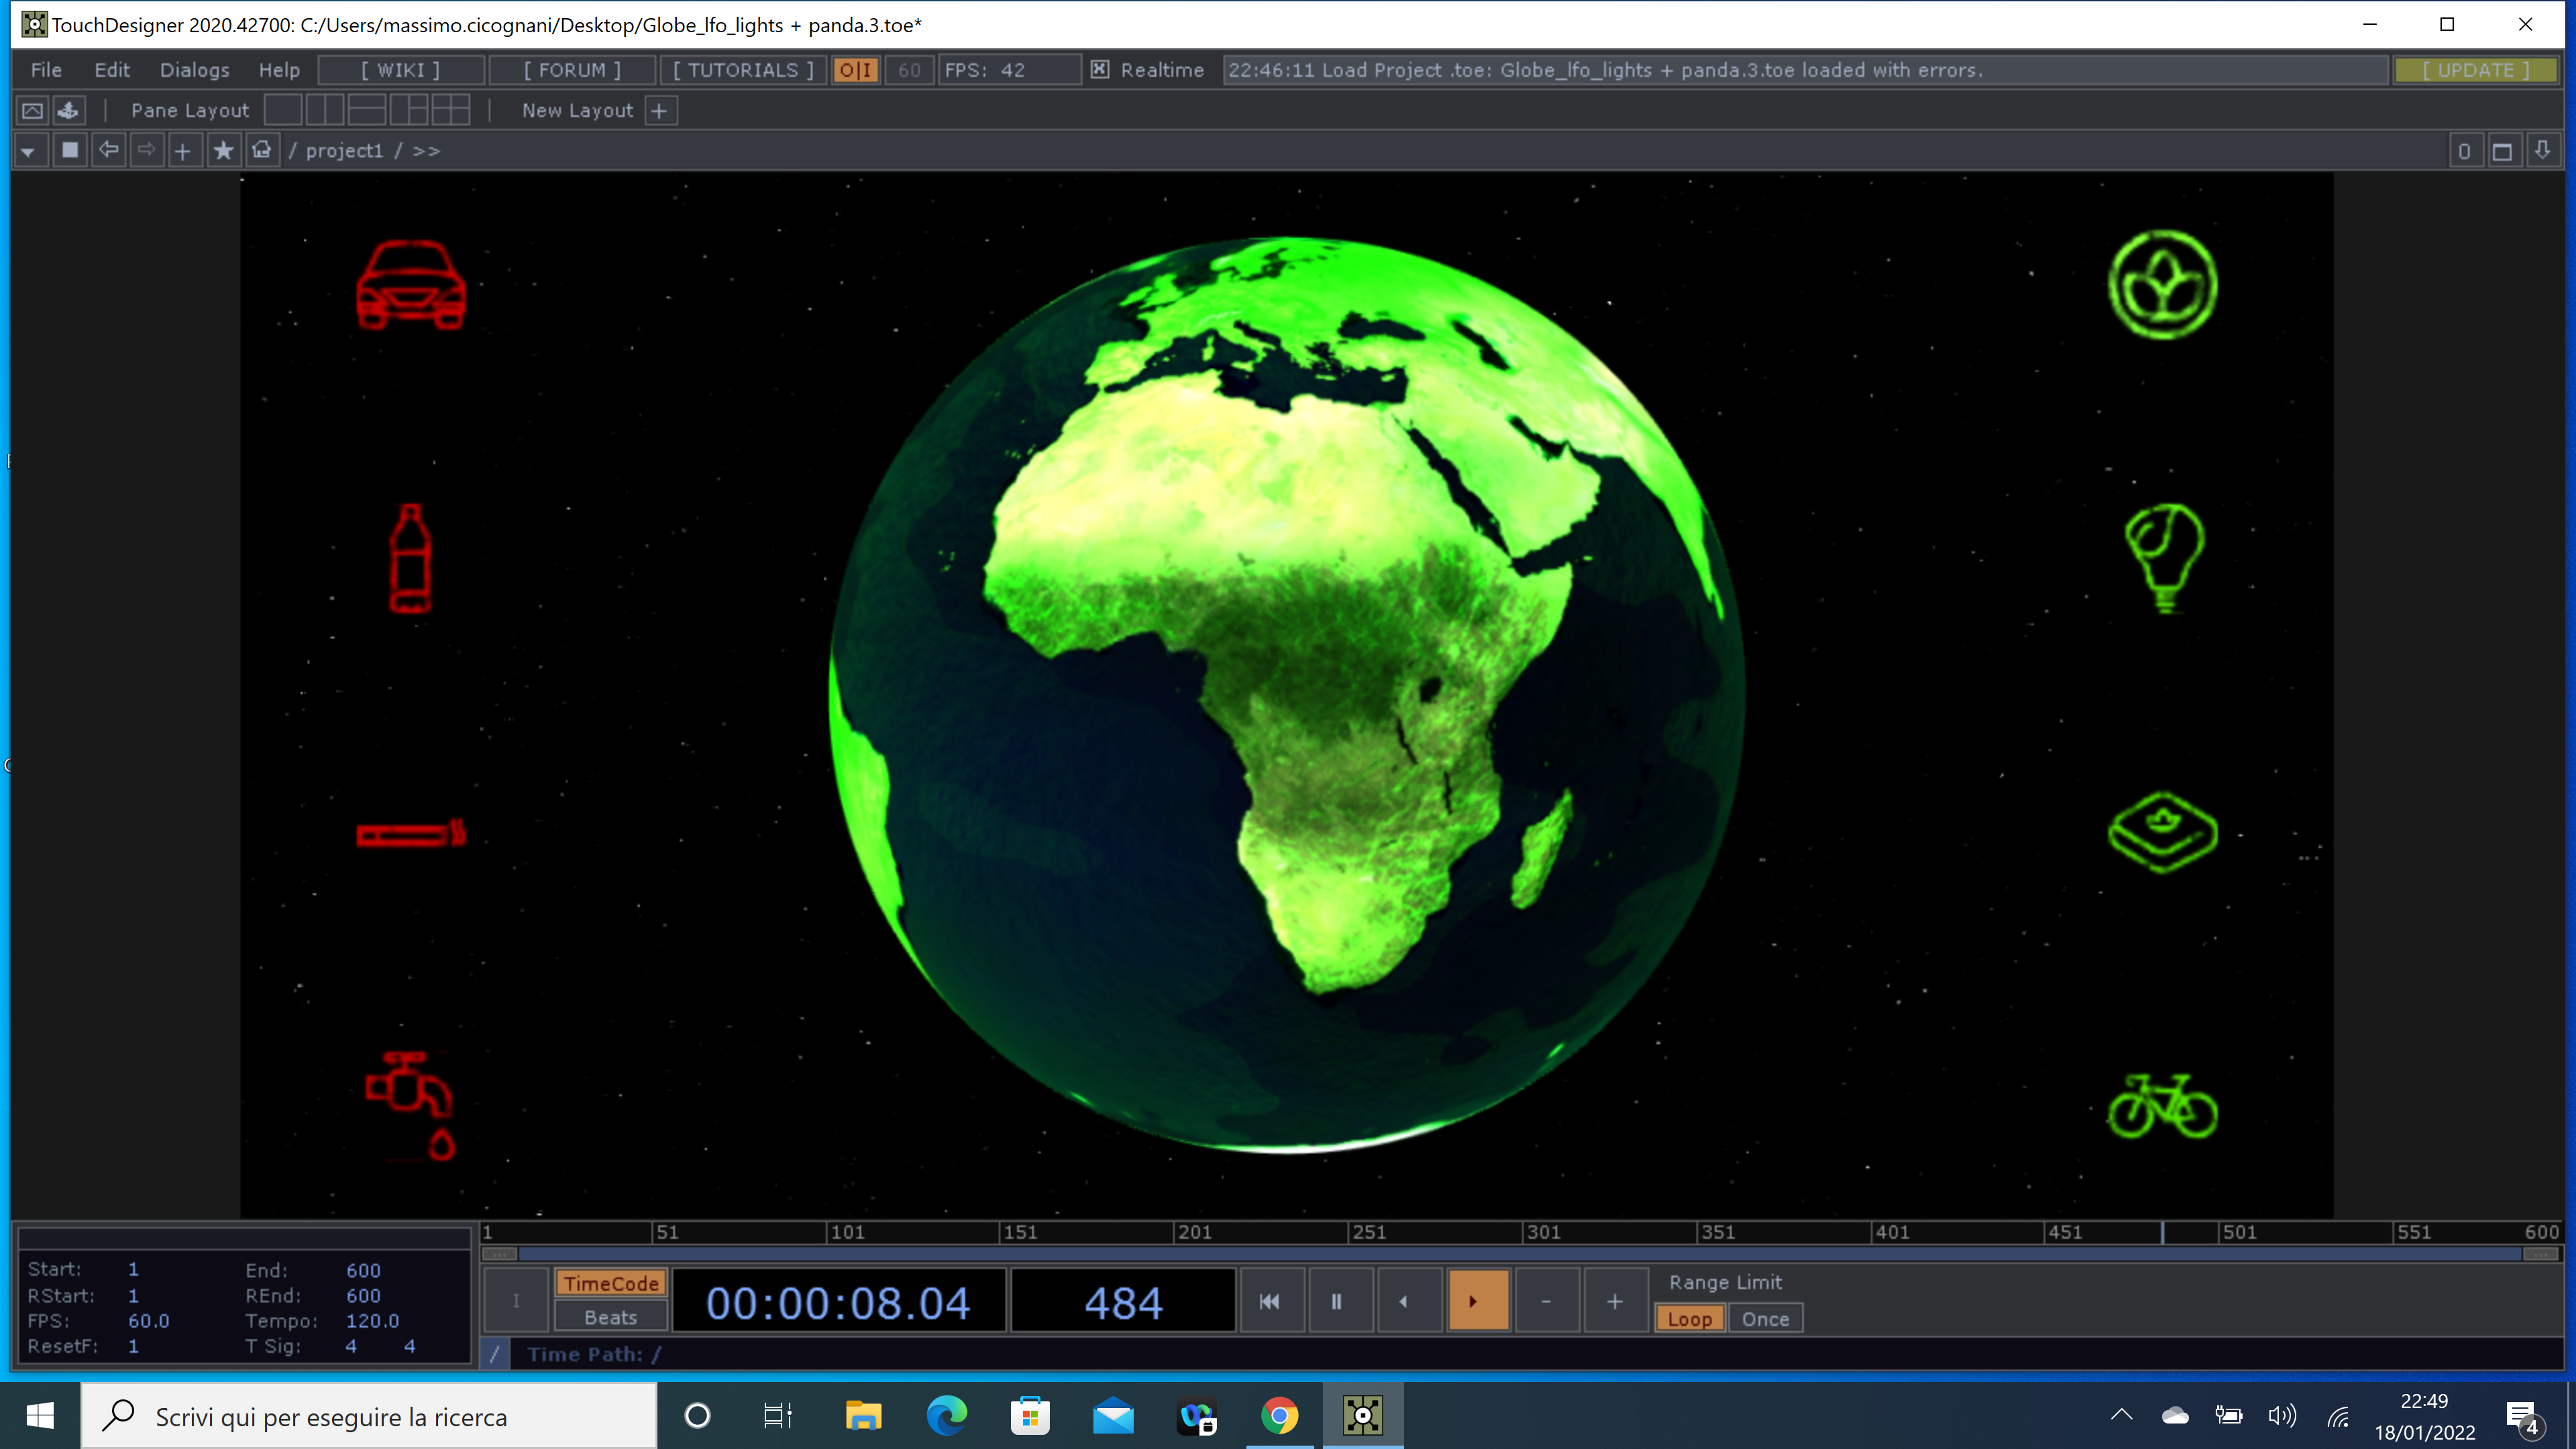 TouchDesigner 2020.42700: C:/Users/massimo.cicognani/Desktop/Globe_lfo_lights + panda.3.toe*
File Edit Dialogs Help [ WIKI ] [ FORUM ] [ TUTORIALS ] O|I 60 FPS: 42 Realtime 22:46:11 Load Project .toe: Globe_lfo_lights + panda.3.toe loaded with errors. [ UPDATE ]
Pane Layout New Layout +
/ project1 / >> 0
1 51 101 151 201 251 301 351 401 451 501 551 600
Start: 1 End: 600
RStart: 1 REnd: 600
FPS: 60.0 Tempo: 120.0
ResetF: 1 T Sig: 4 4
I TimeCode 00:00:08.04 484 - + Range Limit
Beats Loop Once
/ Time Path: /
Scrivi qui per eseguire la ricerca
22:49
18/01/2022
4